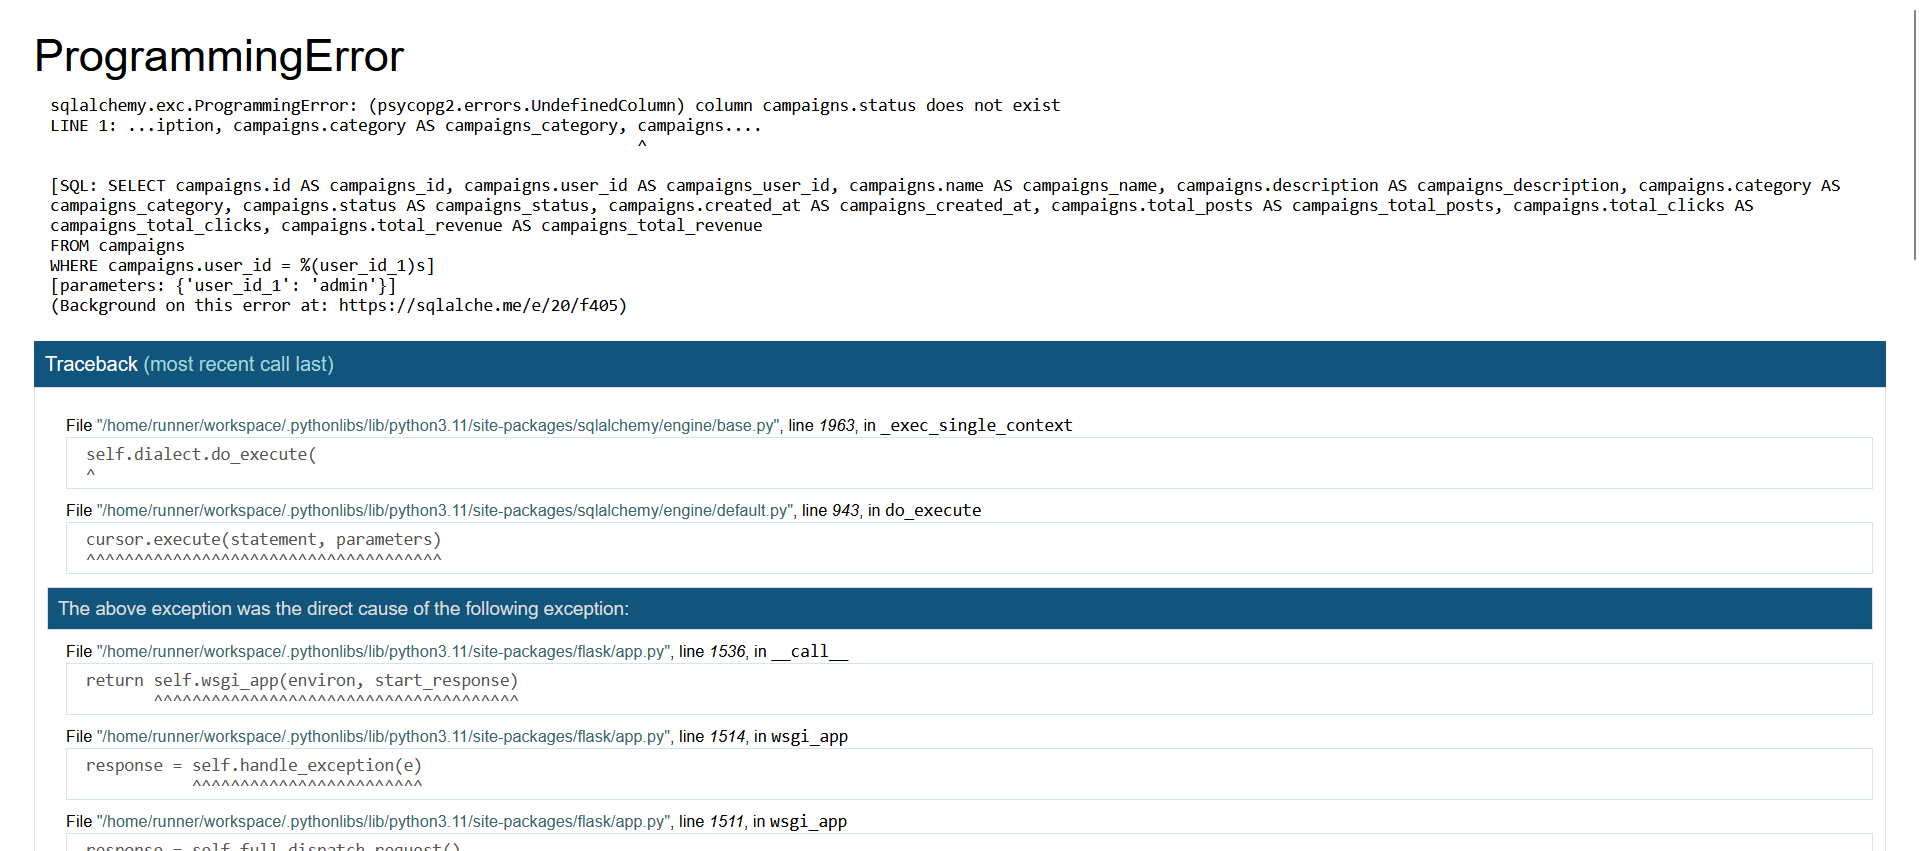 ProgrammingError
sqlalchemy.exc.ProgrammingError: (psycopg2.errors.UndefinedColumn) column campaigns.status does not exist
LINE 1: ...iption, campaigns.category AS campaigns_category, campaigns....
^
[SQL: SELECT campaigns.id AS campaigns_id, campaigns.user_id AS campaigns_user_id, campaigns.name AS campaigns_name, campaigns.description AS campaigns_description, campaigns.category AS
campaigns_category, campaigns.status AS campaigns_status, campaigns.created_at AS campaigns_created_at, campaigns.total_posts AS campaigns_total_posts, campaigns.total_clicks AS
campaigns_total_clicks, campaigns.total_revenue AS campaigns_total_revenue
FROM campaigns
WHERE campaigns.user_id = %(user_id_1)s]
[parameters: {'user_id_1': 'admin'}]
(Background on this error at: https://sqlalche.me/e/20/f405)
Traceback (most recent call last)
File "/home/runner/workspace/.pythonlibs/lib/python3.11/site-packages/sqlalchemy/engine/base.py", line 1963, in _exec_single_context
self.dialect.do_execute(
^
File "/home/runner/workspace/.pythonlibs/lib/python3.11/site-packages/sqlalchemy/engine/default.py", line 943, in do_execute
cursor.execute(statement, parameters)
^^^^^^^^^^^^^^^^^^^^^^^^^^^^^^^^^^^^^
The above exception was the direct cause of the following exception:
File "/home/runner/workspace/.pythonlibs/lib/python3.11/site-packages/flask/app.py", line 1536, in __call__
return self.wsgi_app(environ, start_response)
^^^^^^^^^^^^^^^^^^^^^^^^^^^^^^^^^^^^^^
File "/home/runner/workspace/.pythonlibs/lib/python3.11/site-packages/flask/app.py", line 1514, in wsgi_app
response = self.handle_exception(e)
^^^^^^^^^^^^^^^^^^^^^^^^
File "/home/runner/workspace/.pythonlibs/lib/python3.11/site-packages/flask/app.py", line 1511, in wsgi_app
response = self.full_dispatch_request()